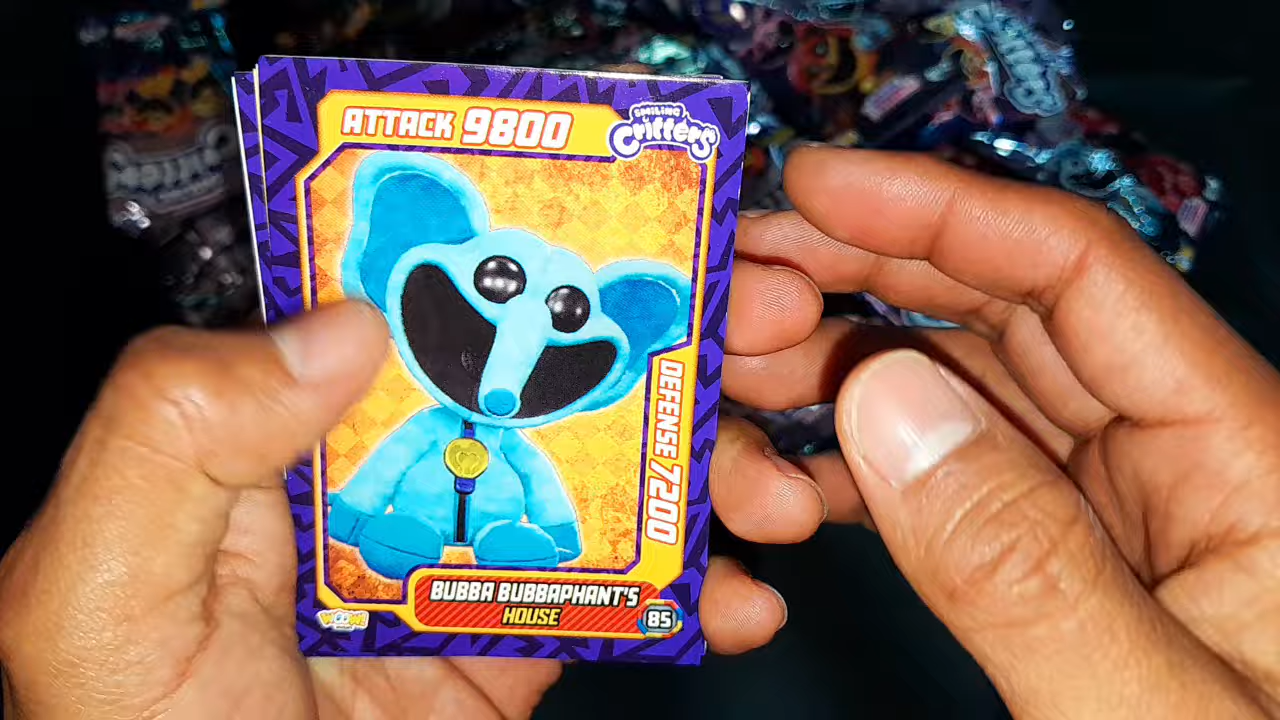 ATTACK 9800
SMILING
Critters
DEFENSE 7200
BUBBA BUBBAPHANT'S
HOUSE
85
WOOW!